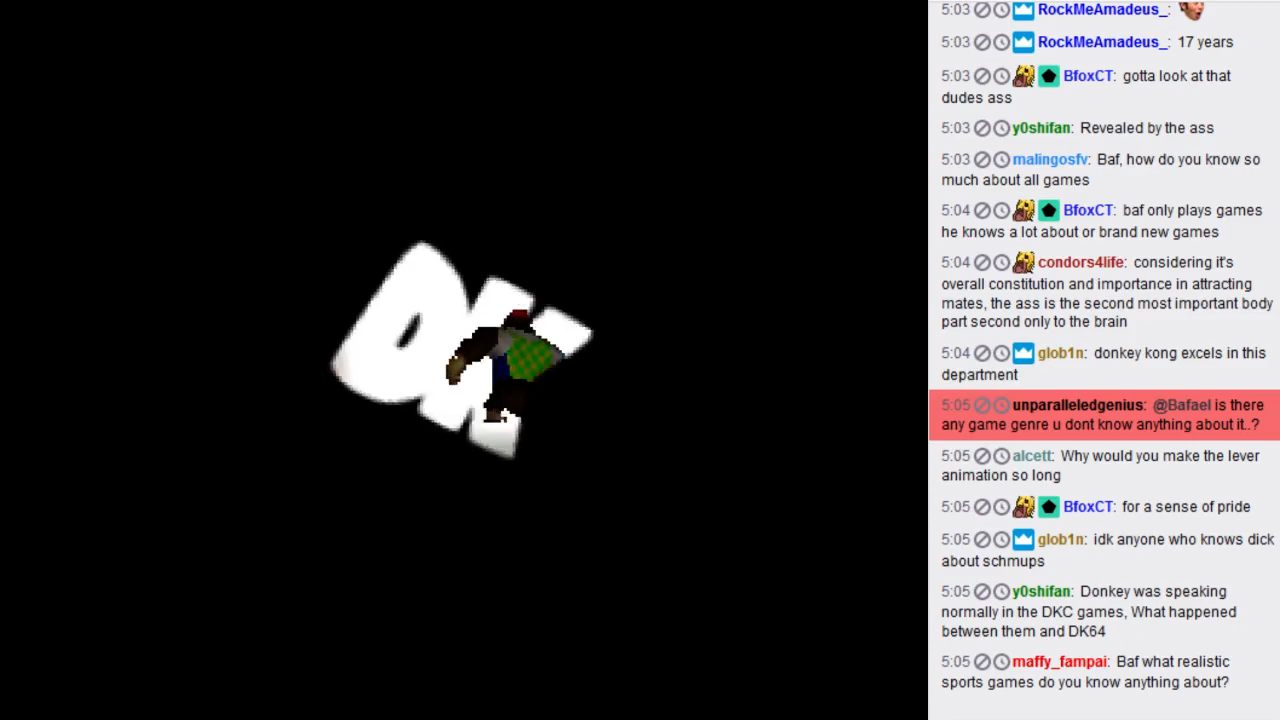 5:03 RockMeAmadeus_:
5:03 RockMeAmadeus_: 17 years
5:03 BfoxCT: gotta look at that
dudes ass
5:03 y0shifan: Revealed by the ass
5:03 malingosfv: Baf, how do you know so
much about all games
5:04 BfoxCT: baf only plays games
he knows a lot about or brand new games
5:04 condors4life: considering it's
overall constitution and importance in attracting
mates, the ass is the second most important body
part second only to the brain
5:04 glob1n: donkey kong excels in this
department
5:05 unparalleledgenius: @Bafael is there
any game genre u dont know anything about it..?
5:05 alcett: Why would you make the lever
animation so long
5:05 BfoxCT: for a sense of pride
5:05 glob1n: idk anyone who knows dick
about schmups
5:05 y0shifan: Donkey was speaking
normally in the DKC games, What happened
between them and DK64
5:05 maffy_fampai: Baf what realistic
sports games do you know anything about?
DK